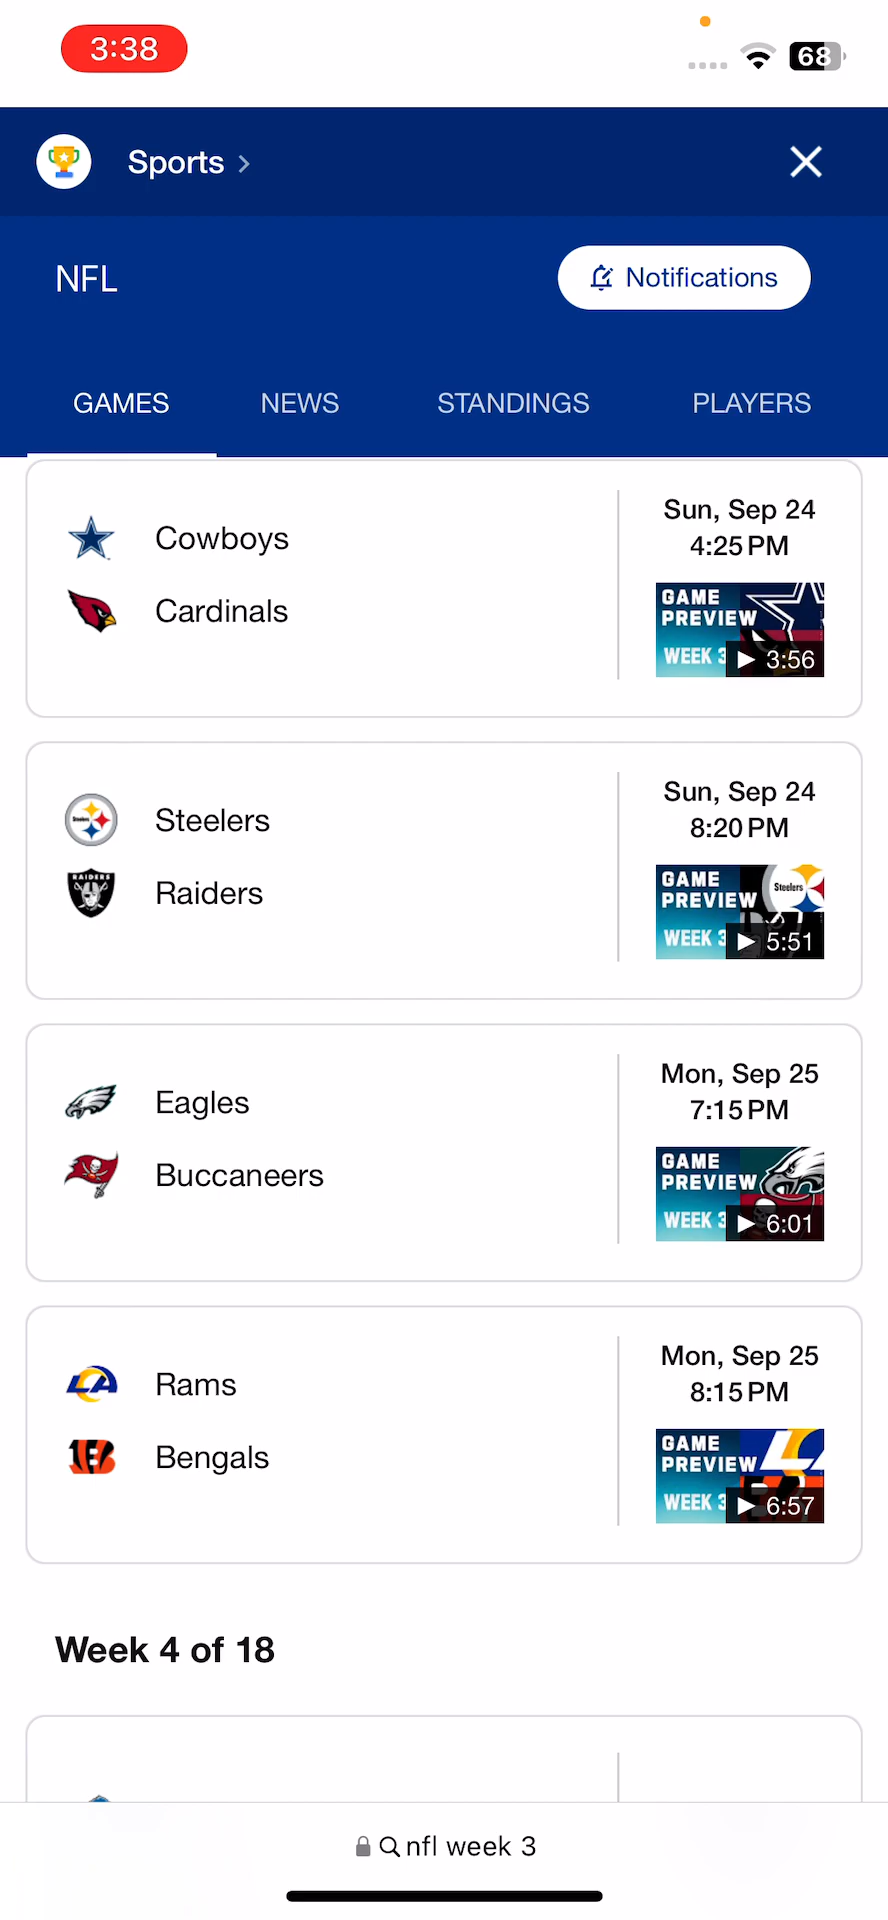 3:38
68
Sports
NFL
Notifications
GAMES NEWS STANDINGS PLAYERS
Cowboys
Cardinals
Sun, Sep 24
4:25 PM
GAME
PREVIEW
WEEK 3
3:56
Steelers
Raiders
RAIDERS
Sun, Sep 24
8:20 PM
GAME
PREVIEW
Steelers
WEEK 3
5:51
Eagles
Buccaneers
Mon, Sep 25
7:15 PM
GAME
PREVIEW
WEEK 3
6:01
Rams
Bengals
Mon, Sep 25
8:15 PM
GAME
PREVIEW
WEEK 3
6:57
Week 4 of 18
nfl week 3